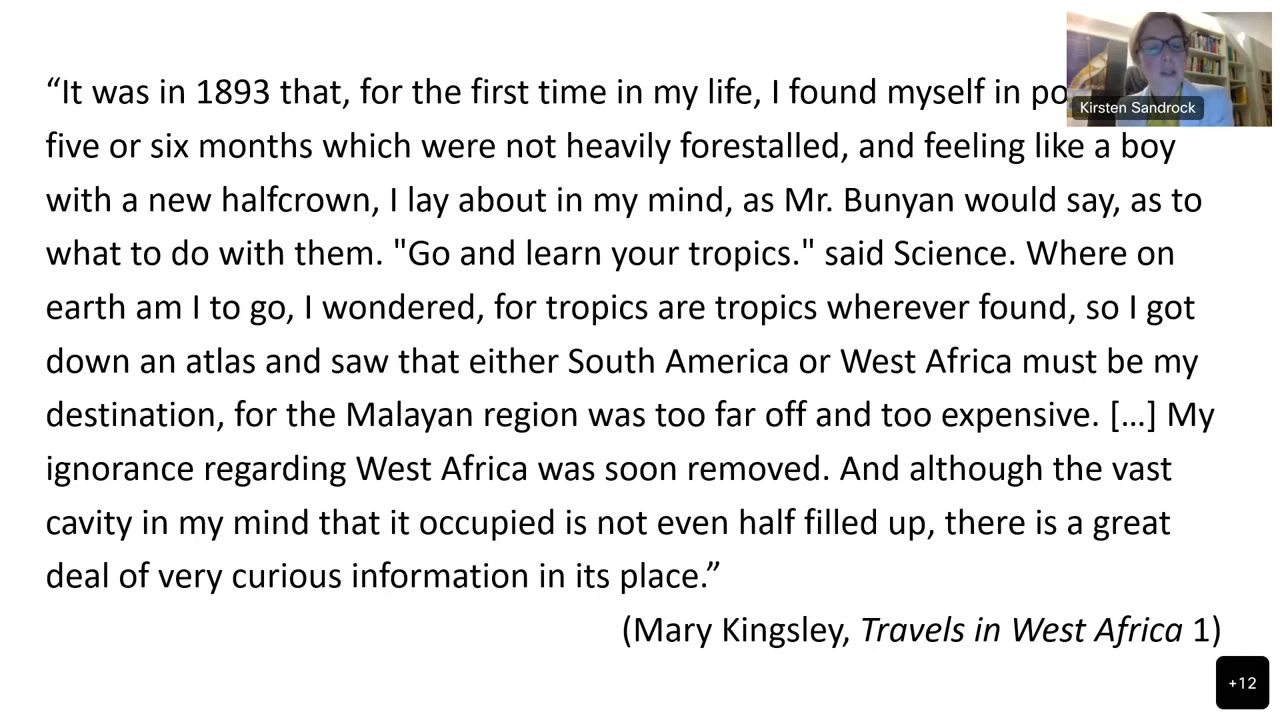 “It was in 1893 that, for the first time in my life, I found myself in
Kirsten Sandrock
five or six months which were not heavily forestalled, and feeling like a boy
with a new halfcrown, I lay about in my mind, as Mr. Bunyan would say, as to
what to do with them. "Go and learn your tropics." said Science. Where on
earth am I to go, I wondered, for tropics are tropics wherever found, so I got
down an atlas and saw that either South America or West Africa must be my
destination, for the Malayan region was too far off and too expensive. […] My
ignorance regarding West Africa was soon removed. And although the vast
cavity in my mind that it occupied is not even half filled up, there is a great
deal of very curious information in its place.”
(Mary Kingsley, Travels in West Africa 1)
+12